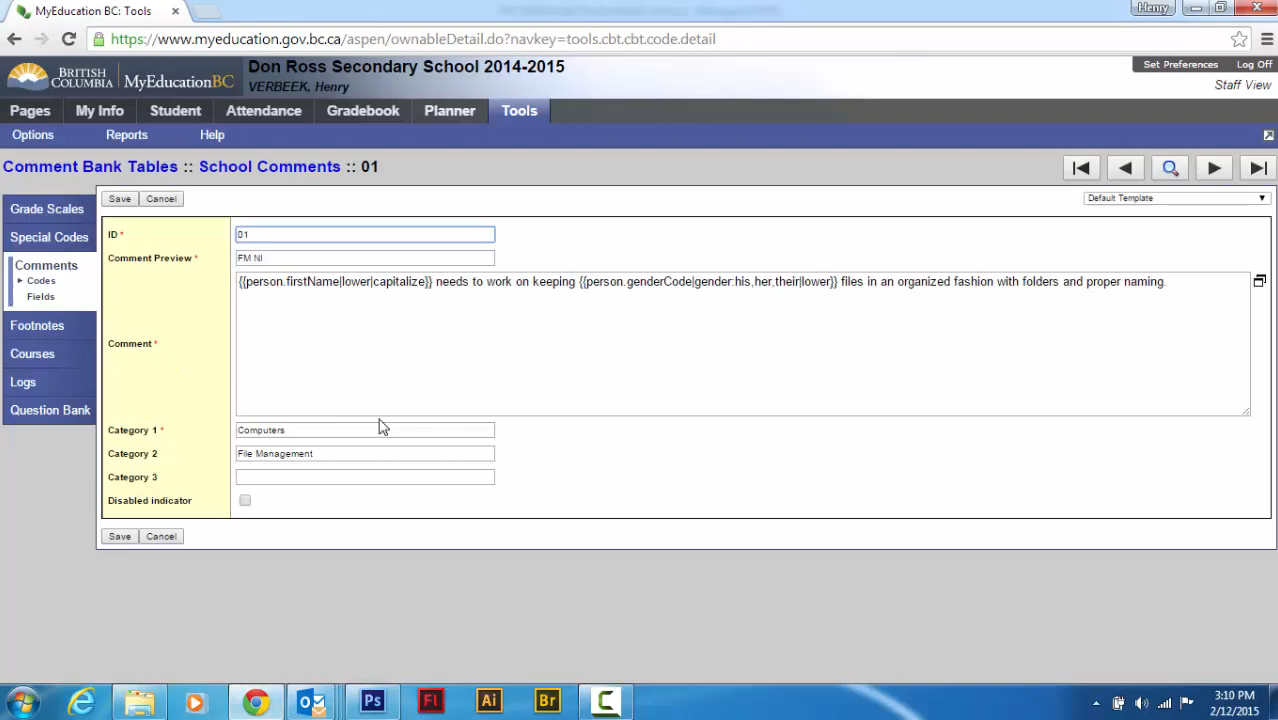 MyEducation BC: Tools
Henry
https://www.myeducation.gov.bc.ca/aspen/ownableDetail.do?navkey=tools.cbt.cbt.code.detail
BRITISH COLUMBIA
MyEducationBC
Don Ross Secondary School 2014-2015
VERBEEK, Henry
Set Preferences
Log Off
Staff View
Pages My Info Student Attendance Gradebook Planner Tools
Options Reports Help
Comment Bank Tables :: School Comments :: 01
Grade Scales
Special Codes
Comments
Codes
Fields
Footnotes
Courses
Logs
Question Bank
Save Cancel
Default Template
ID * 01
Comment Preview * FM NI
Comment *
{{person.firstName|lower|capitalize}} needs to work on keeping {{person.genderCode|gender:his,her,their|lower}} files in an organized fashion with folders and proper naming.
Category 1 * Computers
Category 2 File Management
Category 3
Disabled indicator
Save Cancel
Ps
Fl
Ai
Br
C
3:10 PM
2/12/2015